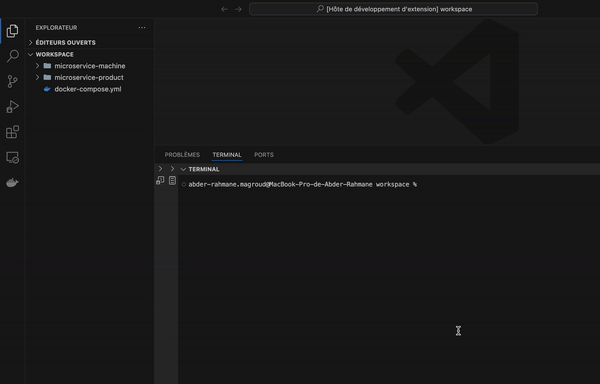 [Hôte de développement d'extension] workspace
EXPLORATEUR
ÉDITEURS OUVERTS
WORKSPACE
microservice-machine
microservice-product
docker-compose.yml
PROBLÈMES TERMINAL PORTS
TERMINAL
abder-rahmane.magroud@MacBook-Pro-de-Abder-Rahmane workspace %